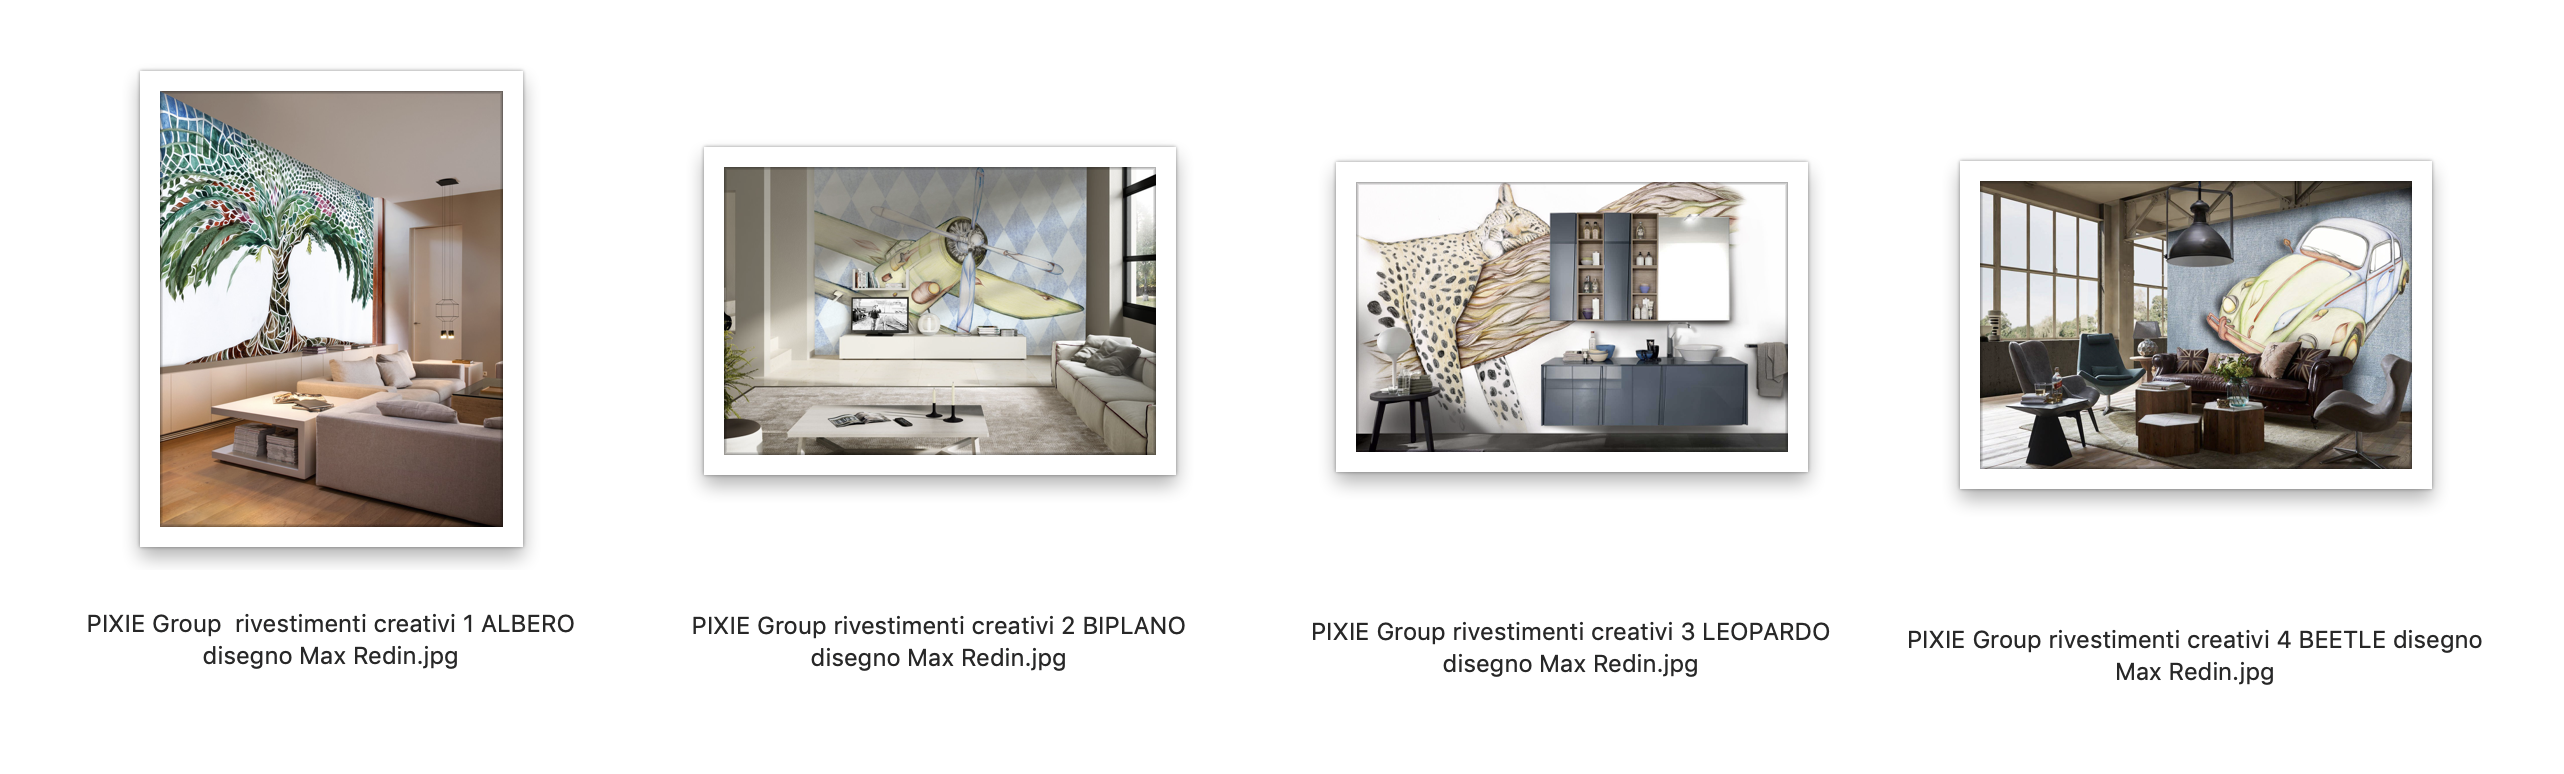 PIXIE Group  rivestimenti creativi 1 ALBERO
disegno Max Redin.jpg
PIXIE Group rivestimenti creativi 2 BIPLANO
disegno Max Redin.jpg
PIXIE Group rivestimenti creativi 3 LEOPARDO
disegno Max Redin.jpg
PIXIE Group rivestimenti creativi 4 BEETLE disegno
Max Redin.jpg